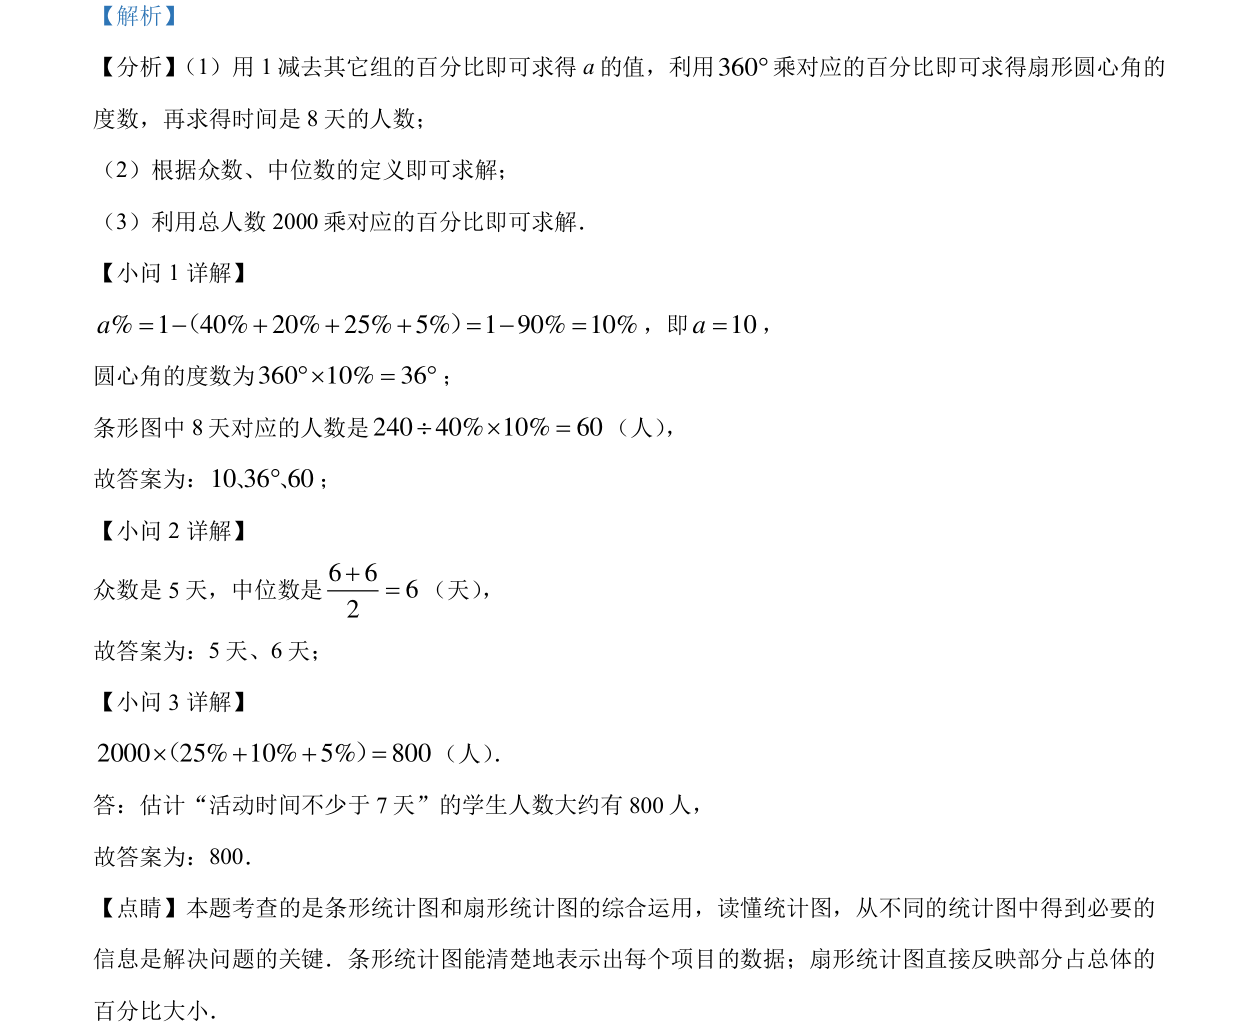 【解析】
【分析】（1）用 1 减去其它组的百分比即可求得 a 的值，利用360°乘对应的百分比即可求得扇形圆心角的
度数，再求得时间是 8 天的人数；
（2）根据众数、中位数的定义即可求解；
（3）利用总人数 2000 乘对应的百分比即可求解．
【小问 1 详解】
a% = 1−(40% + 20% + 25% + 5%) = 1−90% = 10%，即 a = 10，
圆心角的度数为360°×10% = 36°；
条形图中 8 天对应的人数是240÷40%×10% = 60（人），
故答案为：10、36°、60；
【小问 2 详解】
众数是 5 天，中位数是 \frac{6+6}{2} = 6（天），
故答案为：5 天、6 天；
【小问 3 详解】
2000×(25% +10% + 5%) = 800（人）．
答：估计“活动时间不少于 7 天”的学生人数大约有 800 人，
故答案为：800．
【点睛】本题考查的是条形统计图和扇形统计图的综合运用，读懂统计图，从不同的统计图中得到必要的
信息是解决问题的关键．条形统计图能清楚地表示出每个项目的数据；扇形统计图直接反映部分占总体的
百分比大小．